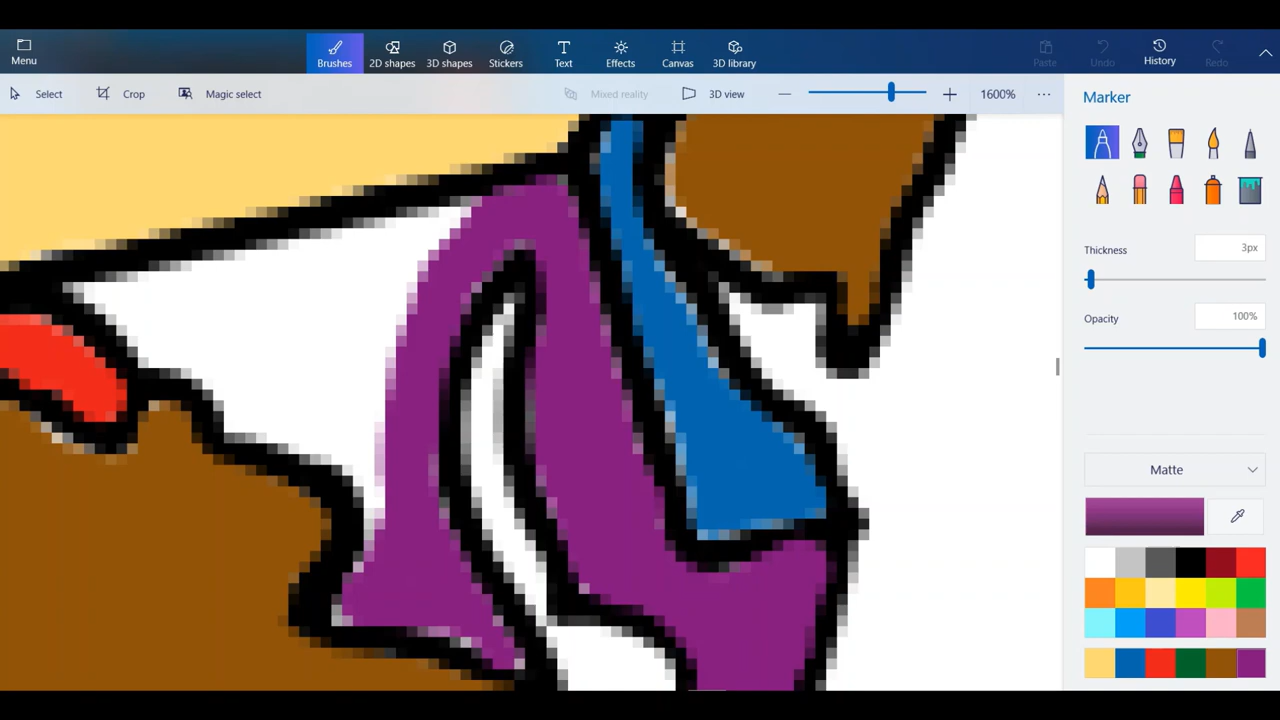 Menu
Brushes
2D shapes
3D shapes
Stickers
Text
Effects
Canvas
3D library
Paste
Undo
History
Redo
Select
Crop
Magic select
Mixed reality
3D view
1600%
Marker
Thickness
3px
Opacity
100%
Matte